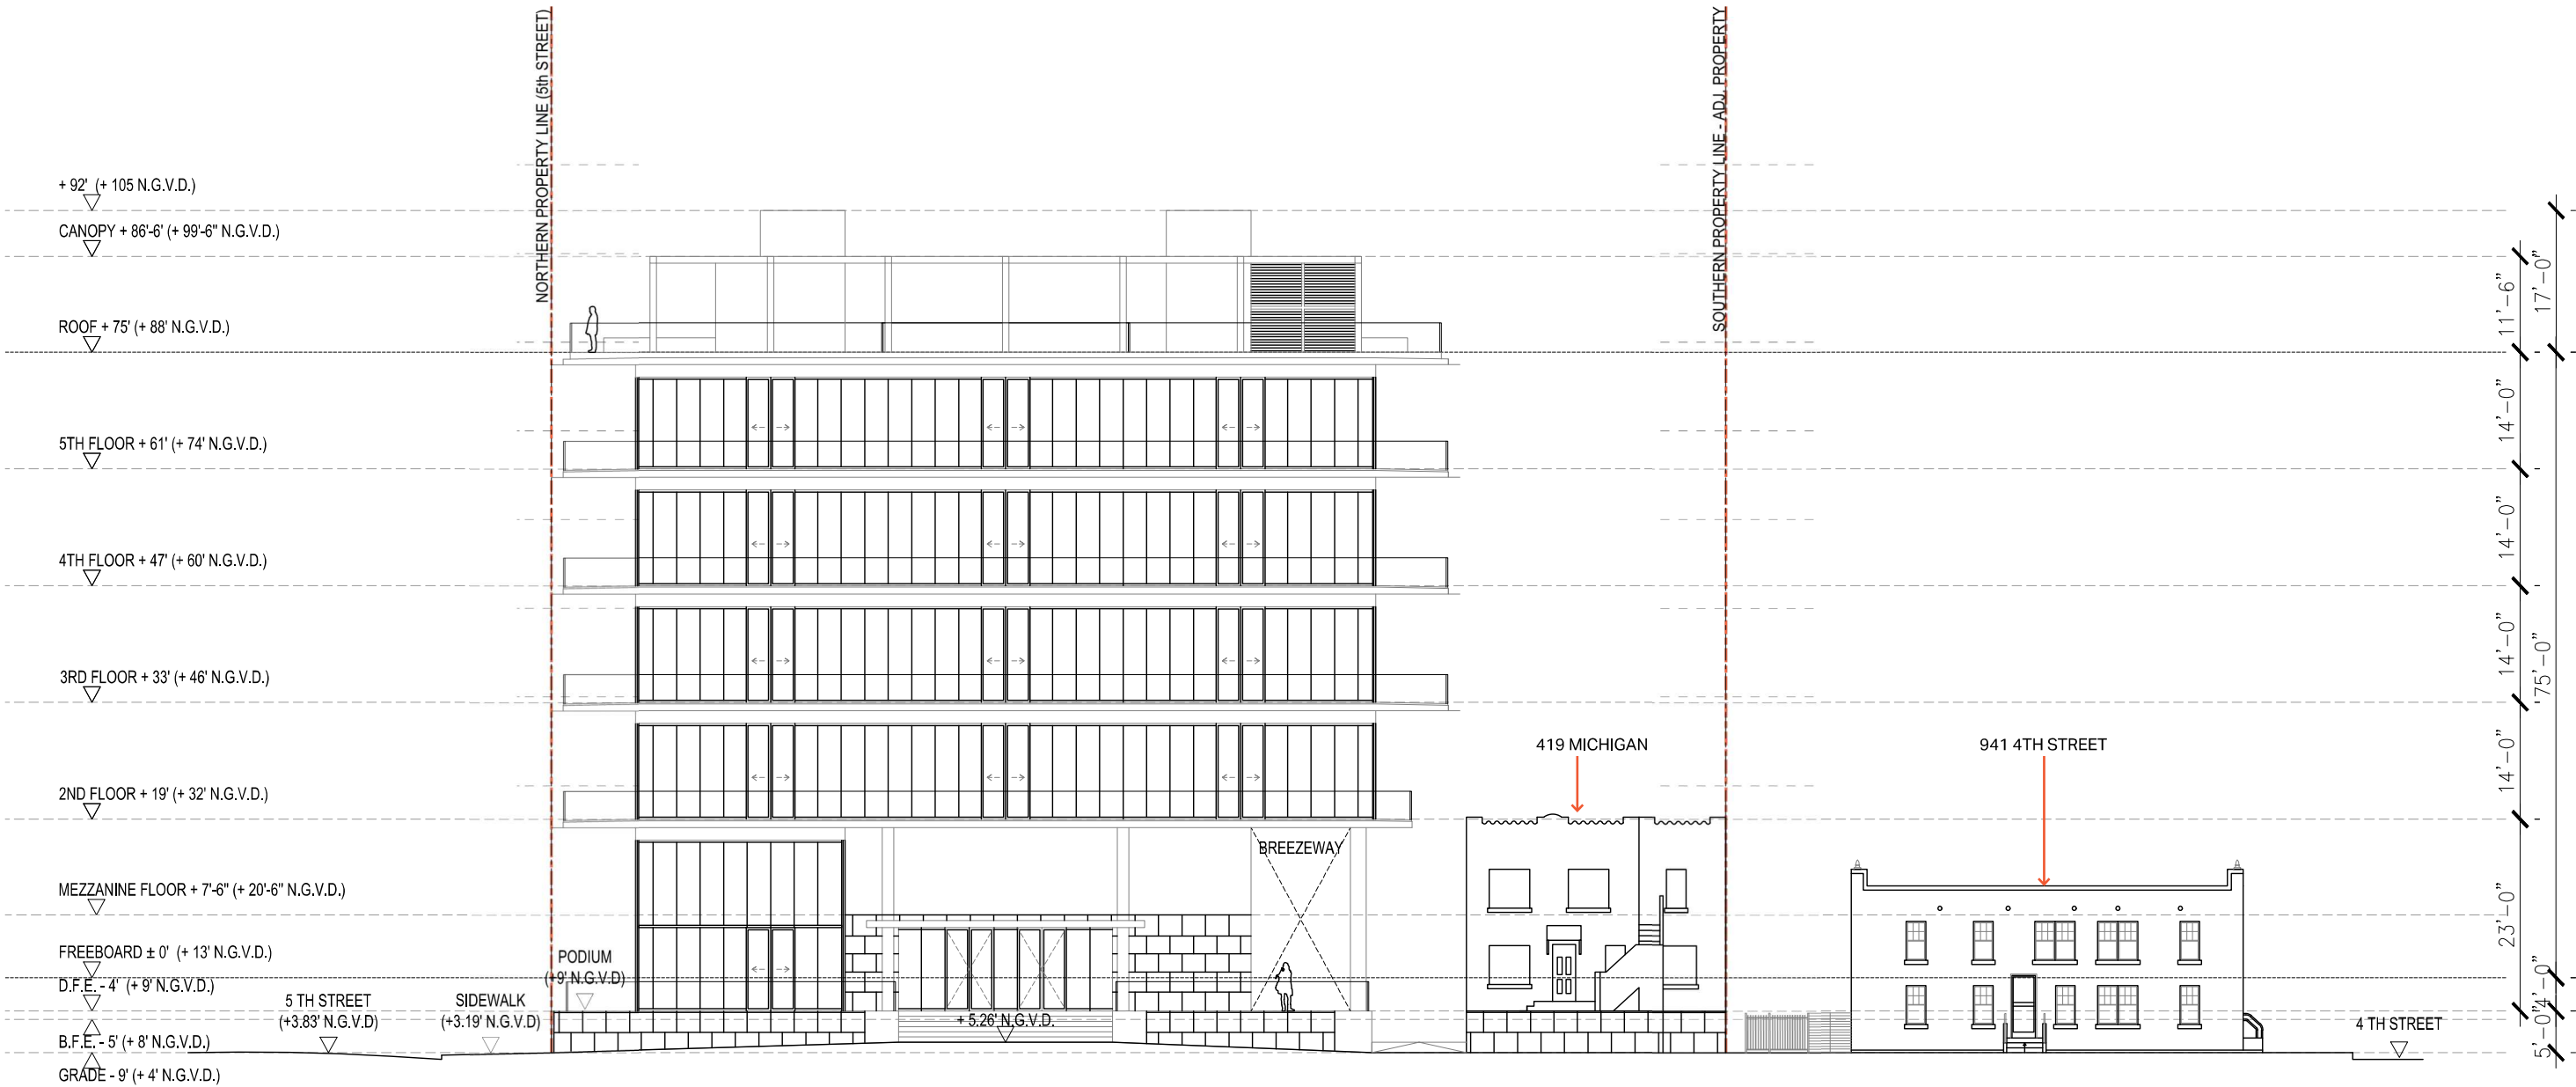 NORTHERN PROPERTY LINE (5th STREET)
SOUTHERN PROPERTY LINE - ADJ. PROPERTY
+ 92' (+ 105 N.G.V.D.)
CANOPY + 86'-6' (+ 99'-6" N.G.V.D.)
ROOF + 75' (+ 88' N.G.V.D.)
5TH FLOOR + 61' (+ 74' N.G.V.D.)
4TH FLOOR + 47' (+ 60' N.G.V.D.)
3RD FLOOR + 33' (+ 46' N.G.V.D.)
2ND FLOOR + 19' (+ 32' N.G.V.D.)
MEZZANINE FLOOR + 7'-6" (+ 20'-6" N.G.V.D.)
FREEBOARD ± 0' (+ 13' N.G.V.D.)
D.F.E. - 4' (+ 9' N.G.V.D.)
B.F.E. - 5' (+ 8' N.G.V.D.)
GRADE - 9' (+ 4' N.G.V.D.)
5 TH STREET
(+3.83' N.G.V.D)
SIDEWALK
(+3.19' N.G.V.D)
PODIUM
(+9' N.G.V.D)
+ 5.26' N.G.V.D.
BREEZEWAY
419 MICHIGAN
941 4TH STREET
4 TH STREET
17'-0"
11'-6"
14'-0"
14'-0"
14'-0"
75'-0"
14'-0"
23'-0"
4'-0"
5'-0"